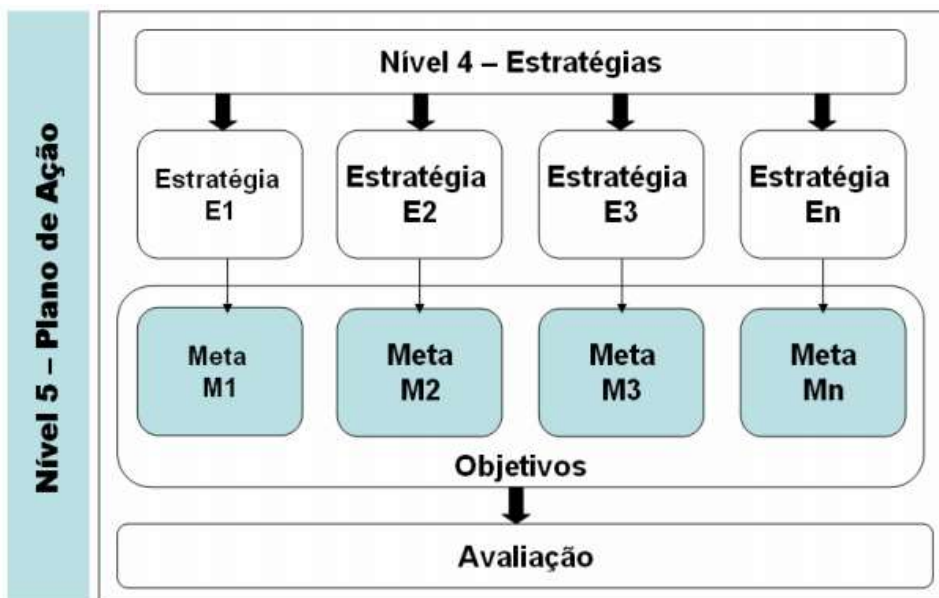 Nível 5 – Plano de Ação
Nível 4 – Estratégias
Estratégia
E1
Estratégia
E2
Estratégia
E3
Estratégia
En
Meta
M1
Meta
M2
Meta
M3
Meta
Mn
Objetivos
Avaliação